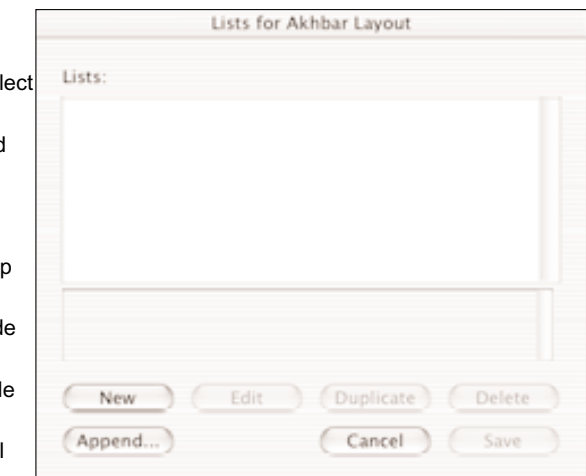 Lists for Akhbar Layout
Lists:
New Edit Duplicate Delete
Append... Cancel Save